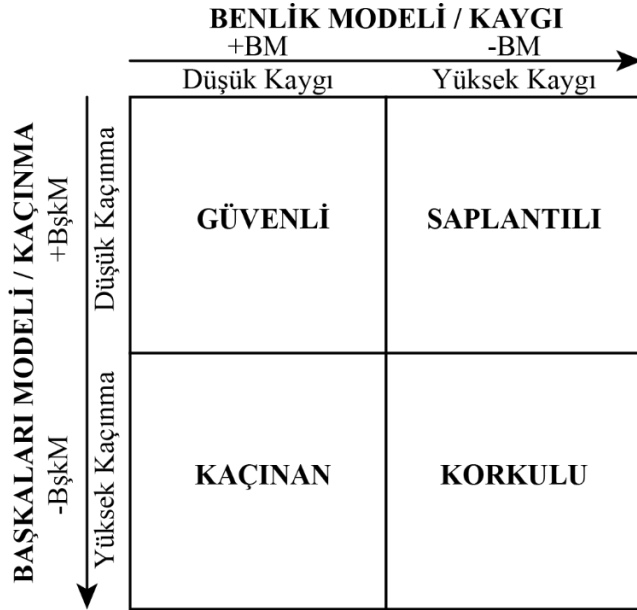 BENLİK MODELİ / KAYGI
+BM -BM
Düşük Kaygı Yüksek Kaygı
BAŞKALARI MODELİ / KAÇINMA
+BşkM
-BşkM
Düşük Kaçınma
Yüksek Kaçınma
GÜVENLİ SAPLANTILI
KAÇINAN KORKULU